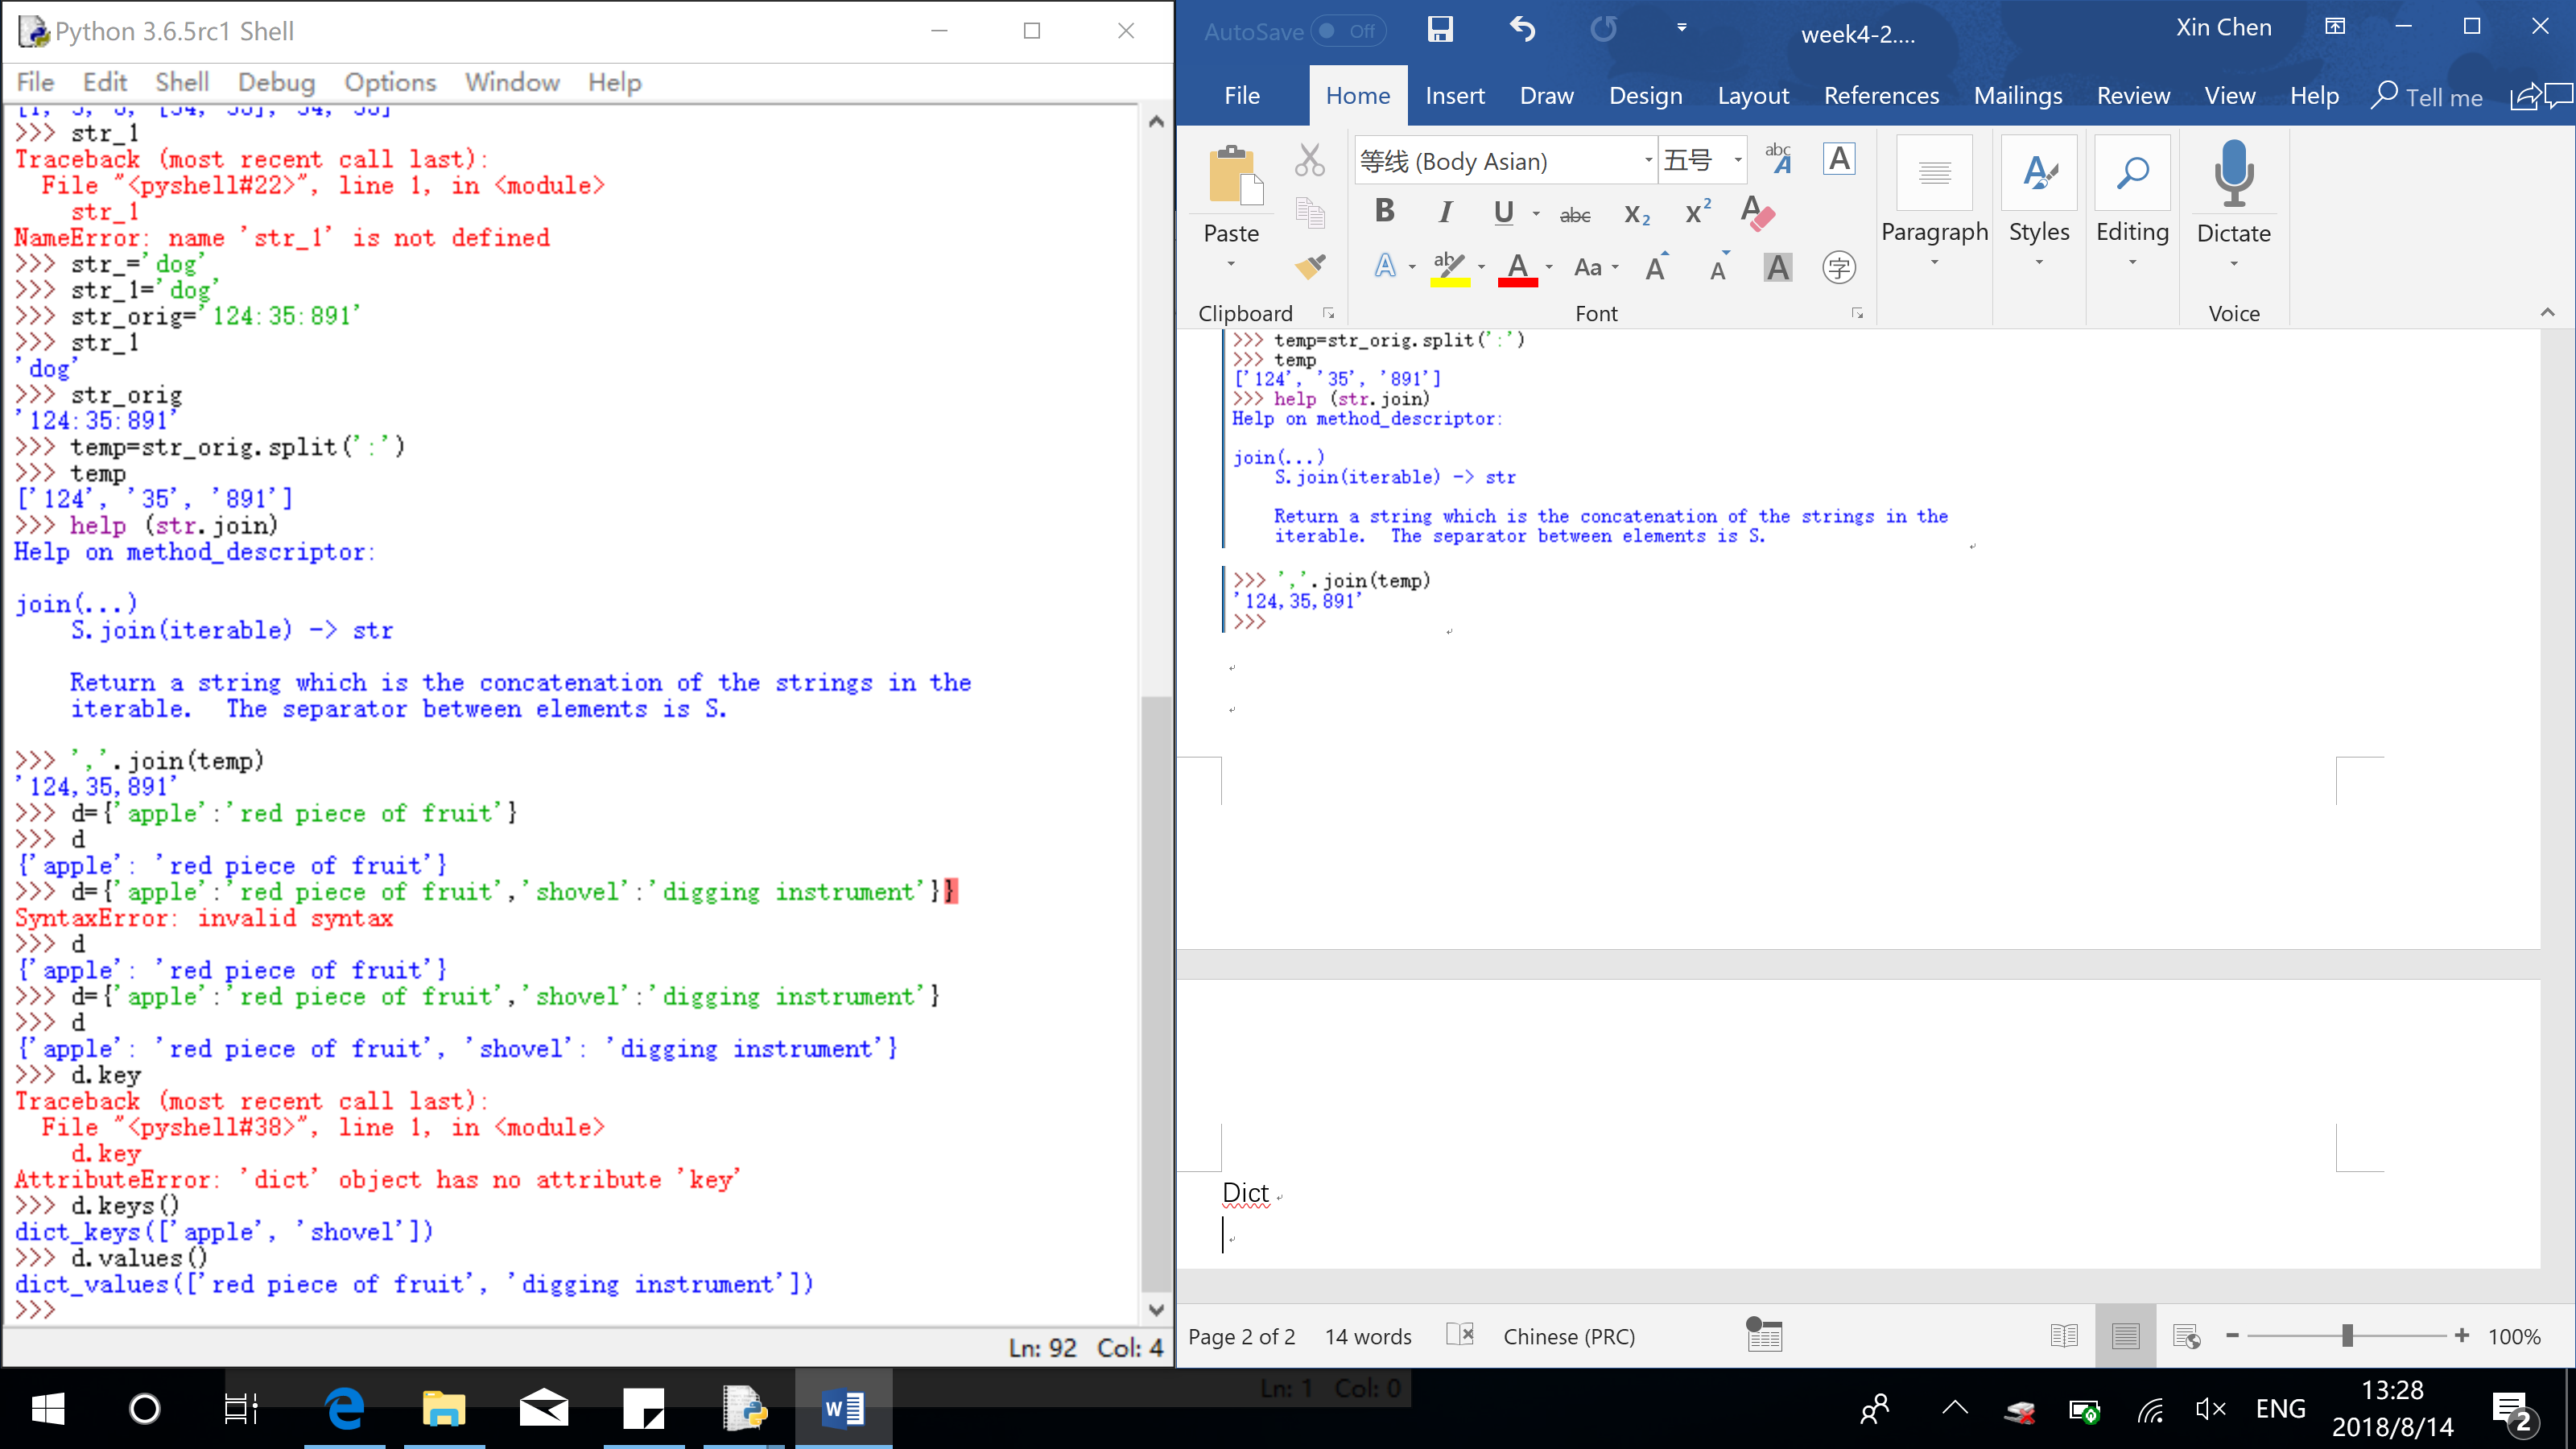 Python 3.6.5rc1 Shell
File Edit Shell Debug Options Window Help
>>> str_1
Traceback (most recent call last):
  File "<pyshell#22>", line 1, in <module>
    str_1
NameError: name 'str_1' is not defined
>>> str_='dog'
>>> str_1='dog'
>>> str_orig='124:35:891'
>>> str_1
'dog'
>>> str_orig
'124:35:891'
>>> temp=str_orig.split(':')
>>> temp
['124', '35', '891']
>>> help (str.join)
Help on method_descriptor:
join(...)
    S.join(iterable) -> str
    Return a string which is the concatenation of the strings in the
    iterable.  The separator between elements is S.
>>> ','.join(temp)
'124,35,891'
>>> d={'apple':'red piece of fruit'}
>>> d
{'apple': 'red piece of fruit'}
>>> d={'apple':'red piece of fruit','shovel':'digging instrument'}}
SyntaxError: invalid syntax
>>> d
{'apple': 'red piece of fruit'}
>>> d={'apple':'red piece of fruit','shovel':'digging instrument'}
>>> d
{'apple': 'red piece of fruit', 'shovel': 'digging instrument'}
>>> d.key
Traceback (most recent call last):
  File "<pyshell#38>", line 1, in <module>
    d.key
AttributeError: 'dict' object has no attribute 'key'
>>> d.keys()
dict_keys(['apple', 'shovel'])
>>> d.values()
dict_values(['red piece of fruit', 'digging instrument'])
>>>
Ln: 92 Col: 4
AutoSave Off week4-2.... Xin Chen
File Home Insert Draw Design Layout References Mailings Review View Help Tell me
Paste
Clipboard
等线 (Body Asian) 五号 abc A A
B I U abc X₂ X² A
A ab A Aa A A A 字
Font
Paragraph
Styles
Editing
Dictate
Voice
>>> temp=str_orig.split(':')
>>> temp
['124', '35', '891']
>>> help (str.join)
Help on method_descriptor:
join(...)
    S.join(iterable) -> str
    Return a string which is the concatenation of the strings in the
    iterable.  The separator between elements is S.
>>> ','.join(temp)
'124,35,891'
>>>
Dict
Page 2 of 2 14 words Chinese (PRC) 100%
Ln: 1 Col: 0
W
ENG
13:28
2018/8/14
2